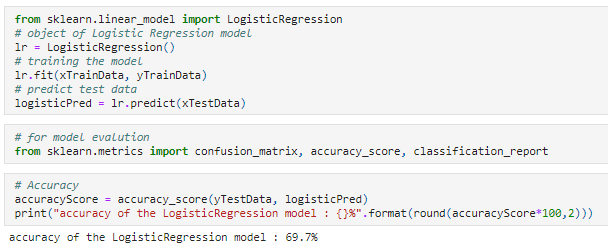 from sklearn.linear_model import LogisticRegression
# object of Logistic Regression model
lr = LogisticRegression()
# training the model
lr.fit(xTrainData, yTrainData)
# predict test data
logisticPred = lr.predict(xTestData)
# for model evalution
from sklearn.metrics import confusion_matrix, accuracy_score, classification_report
# Accuracy
accuracyScore = accuracy_score(yTestData, logisticPred)
print("accuracy of the LogisticRegression model : {}%".format(round(accuracyScore*100,2)))
accuracy of the LogisticRegression model : 69.7%